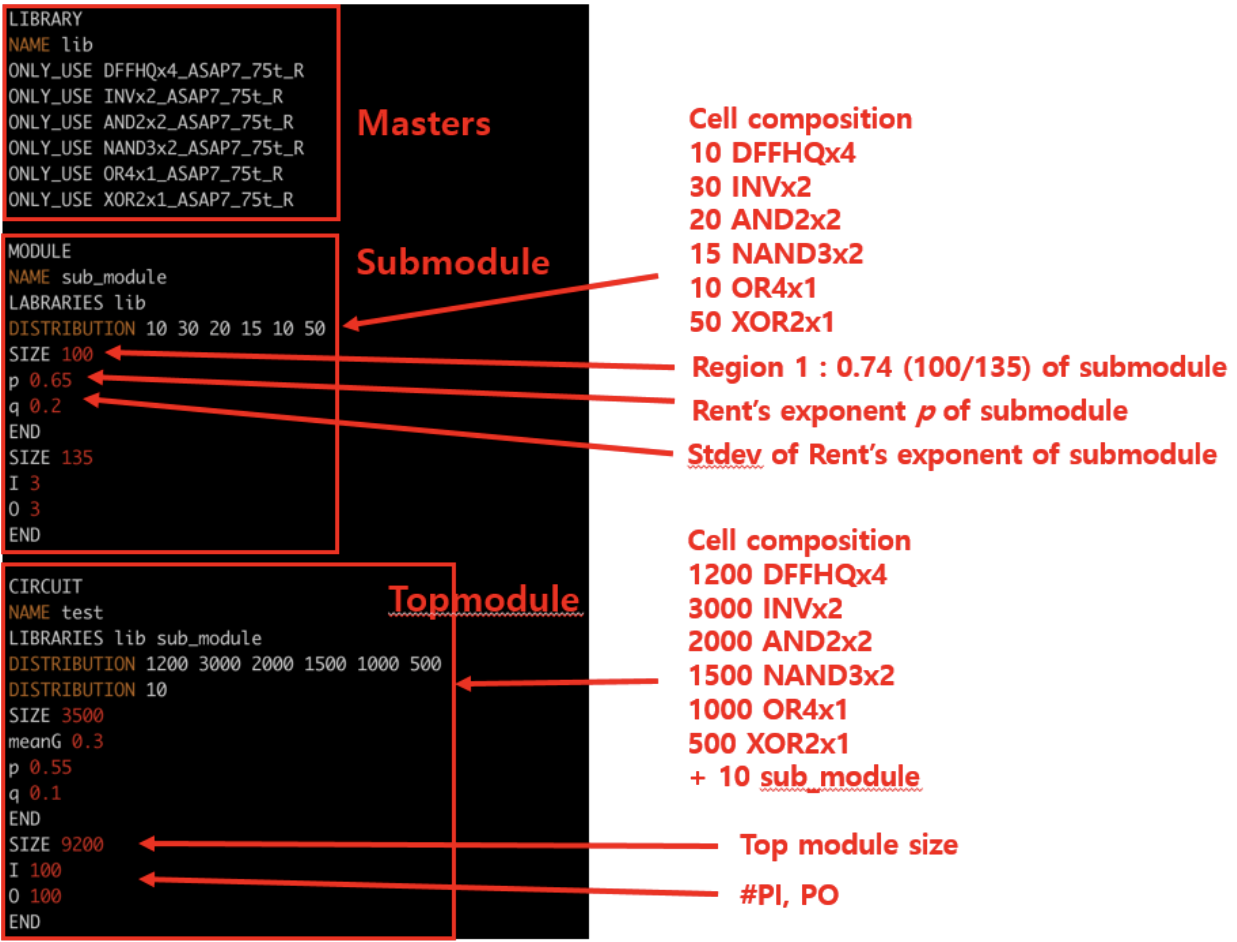 LIBRARY
NAME lib
ONLY_USE DFFHQx4_ASAP7_75t_R
ONLY_USE INVx2_ASAP7_75t_R
ONLY_USE AND2x2_ASAP7_75t_R
ONLY_USE NAND3x2_ASAP7_75t_R
ONLY_USE OR4x1_ASAP7_75t_R
ONLY_USE XOR2x1_ASAP7_75t_R
Masters
MODULE
NAME sub_module
LABRARIES lib
DISTRIBUTION 10 30 20 15 10 50
SIZE 100
p 0.65
q 0.2
END
SIZE 135
I 3
O 3
END
Submodule
Cell composition
10 DFFHQx4
30 INVx2
20 AND2x2
15 NAND3x2
10 OR4x1
50 XOR2x1
Region 1 : 0.74 (100/135) of submodule
Rent's exponent p of submodule
Stdev of Rent's exponent of submodule
CIRCUIT
NAME test
LIBRARIES lib sub_module
DISTRIBUTION 1200 3000 2000 1500 1000 500
DISTRIBUTION 10
SIZE 3500
meanG 0.3
p 0.55
q 0.1
END
SIZE 9200
I 100
O 100
END
Topmodule
Cell composition
1200 DFFHQx4
3000 INVx2
2000 AND2x2
1500 NAND3x2
1000 OR4x1
500 XOR2x1
+ 10 sub_module
Top module size
#PI, PO